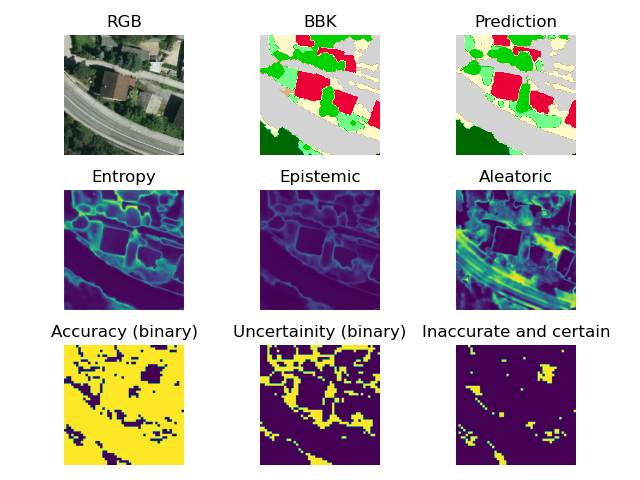 RGB
BBK
Prediction
Entropy
Epistemic
Aleatoric
Accuracy (binary)
Uncertainity (binary)
Inaccurate and certain